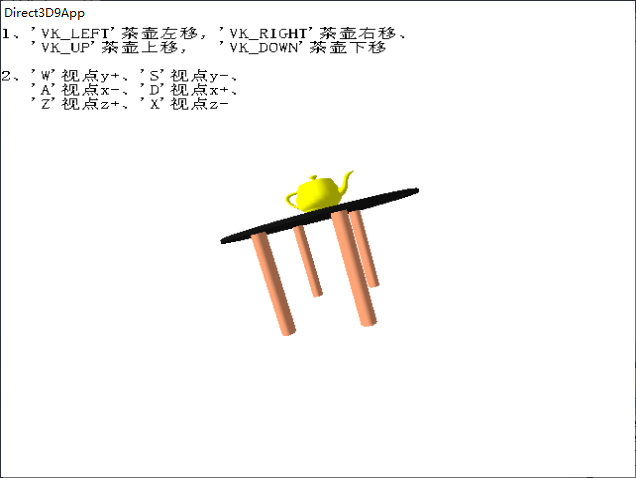 Direct3D9App
1、'VK_LEFT'茶壶左移，'VK_RIGHT'茶壶右移、
'VK_UP'茶壶上移，  'VK_DOWN'茶壶下移
2、'W'视点y+、'S'视点y-、
'A'视点x-、'D'视点x+、
'Z'视点z+、'X'视点z-